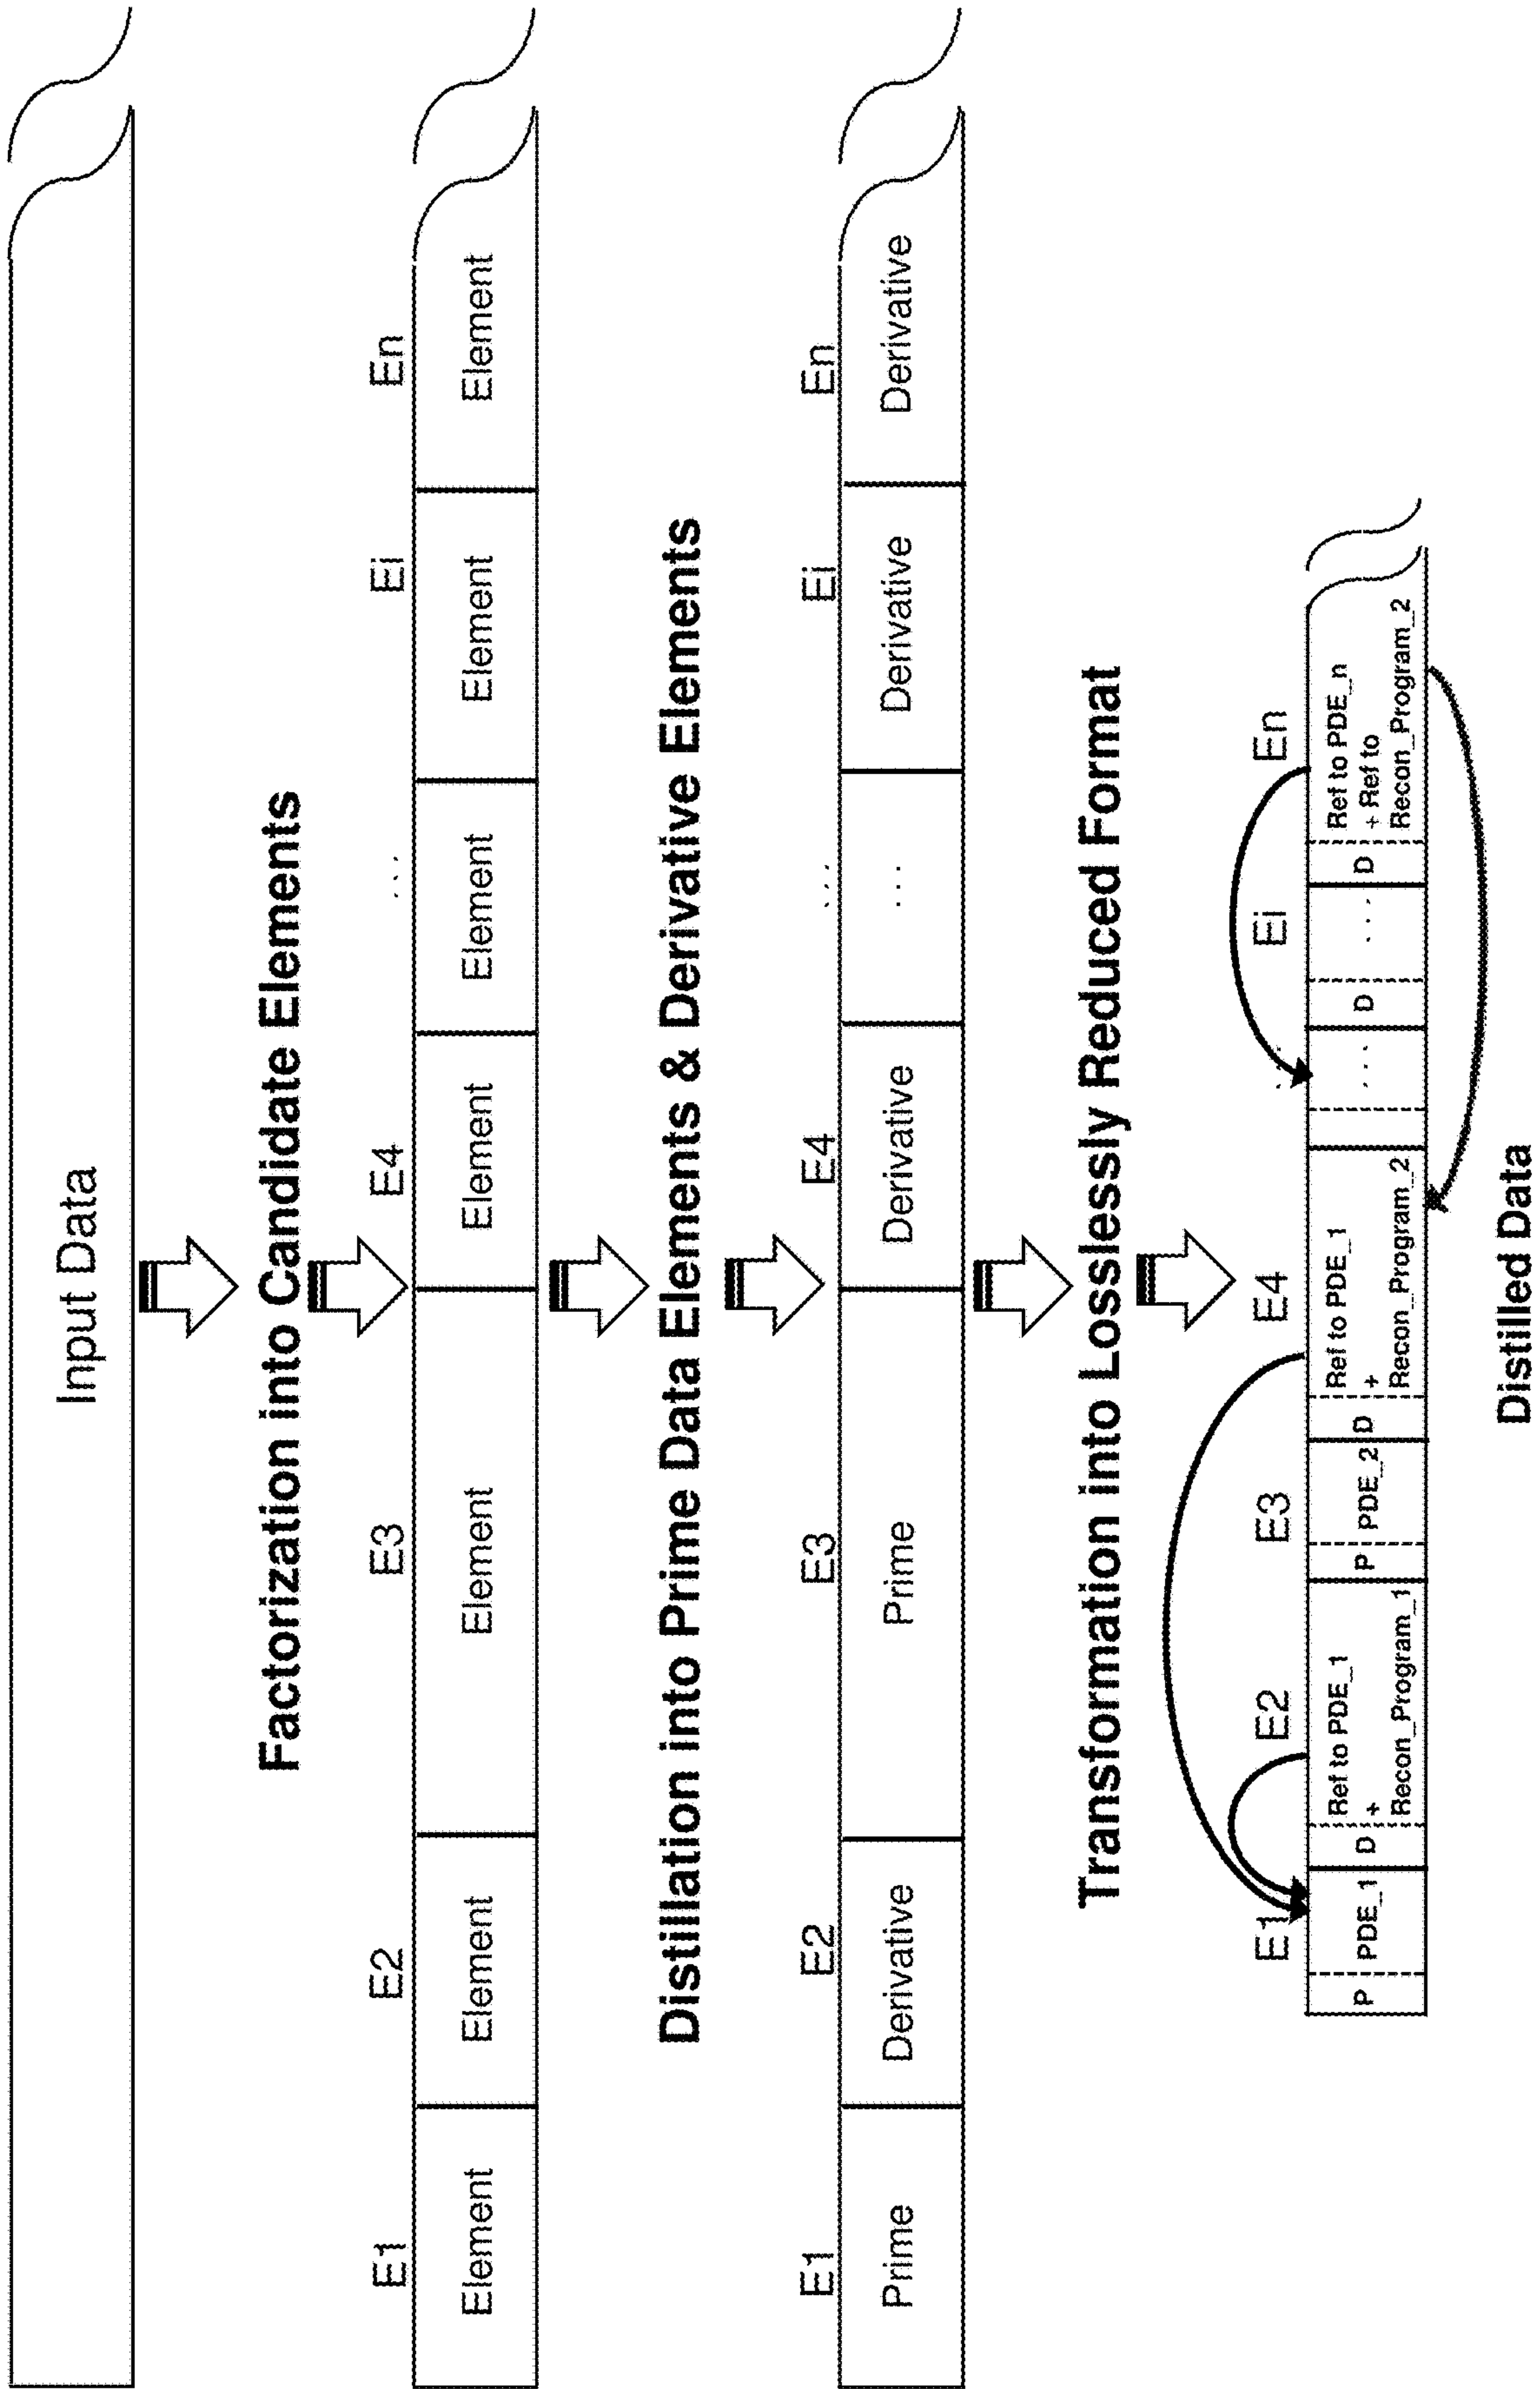 Input Data
Factorization into Candidate Elements
E1 E2 E3 E4 ... Ei En
Element Element Element Element Element Element Element
Distillation into Prime Data Elements & Derivative Elements
E1 E2 E3 E4 ... Ei En
Prime Derivative Prime Derivative ... Derivative Derivative
Transformation into Losslessly Reduced Format
E1 E2 E3 E4 ... Ei En
P PDE_1
D Ref to PDE_1
+
Recon_Program_1
P PDE_2
D Ref to PDE_1
+
Recon_Program_2
...
D ...
D Ref to PDE_n
+ Ref to
Recon_Program_2
Distilled Data